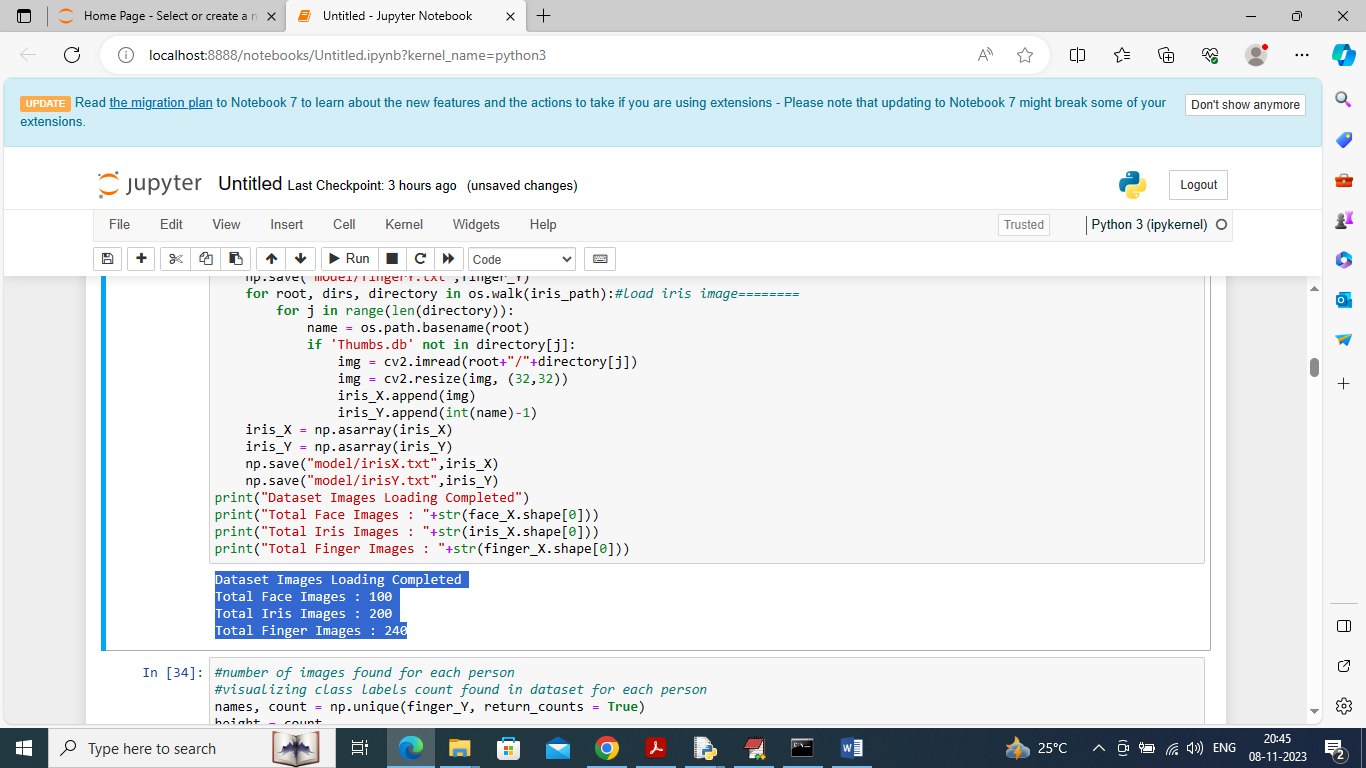 Home Page - Select or create a n
Untitled - Jupyter Notebook
localhost:8888/notebooks/Untitled.ipynb?kernel_name=python3
UPDATE Read the migration plan to Notebook 7 to learn about the new features and the actions to take if you are using extensions - Please note that updating to Notebook 7 might break some of your
extensions.
Don't show anymore
jupyter Untitled Last Checkpoint: 3 hours ago (unsaved changes)
Logout
File Edit View Insert Cell Kernel Widgets Help
Trusted
Python 3 (ipykernel)
Run
Code
np.save("model/fingerY.txt",finger_Y)
for root, dirs, directory in os.walk(iris_path):#load iris image========
for j in range(len(directory)):
name = os.path.basename(root)
if 'Thumbs.db' not in directory[j]:
img = cv2.imread(root+"/"+directory[j])
img = cv2.resize(img, (32,32))
iris_X.append(img)
iris_Y.append(int(name)-1)
iris_X = np.asarray(iris_X)
iris_Y = np.asarray(iris_Y)
np.save("model/irisX.txt",iris_X)
np.save("model/irisY.txt",iris_Y)
print("Dataset Images Loading Completed")
print("Total Face Images : "+str(face_X.shape[0]))
print("Total Iris Images : "+str(iris_X.shape[0]))
print("Total Finger Images : "+str(finger_X.shape[0]))
Dataset Images Loading Completed
Total Face Images : 100
Total Iris Images : 200
Total Finger Images : 240
In [34]:
#number of images found for each person
#visualizing class labels count found in dataset for each person
names, count = np.unique(finger_Y, return_counts = True)
height = count
Type here to search
25°C
ENG
20:45
08-11-2023
2